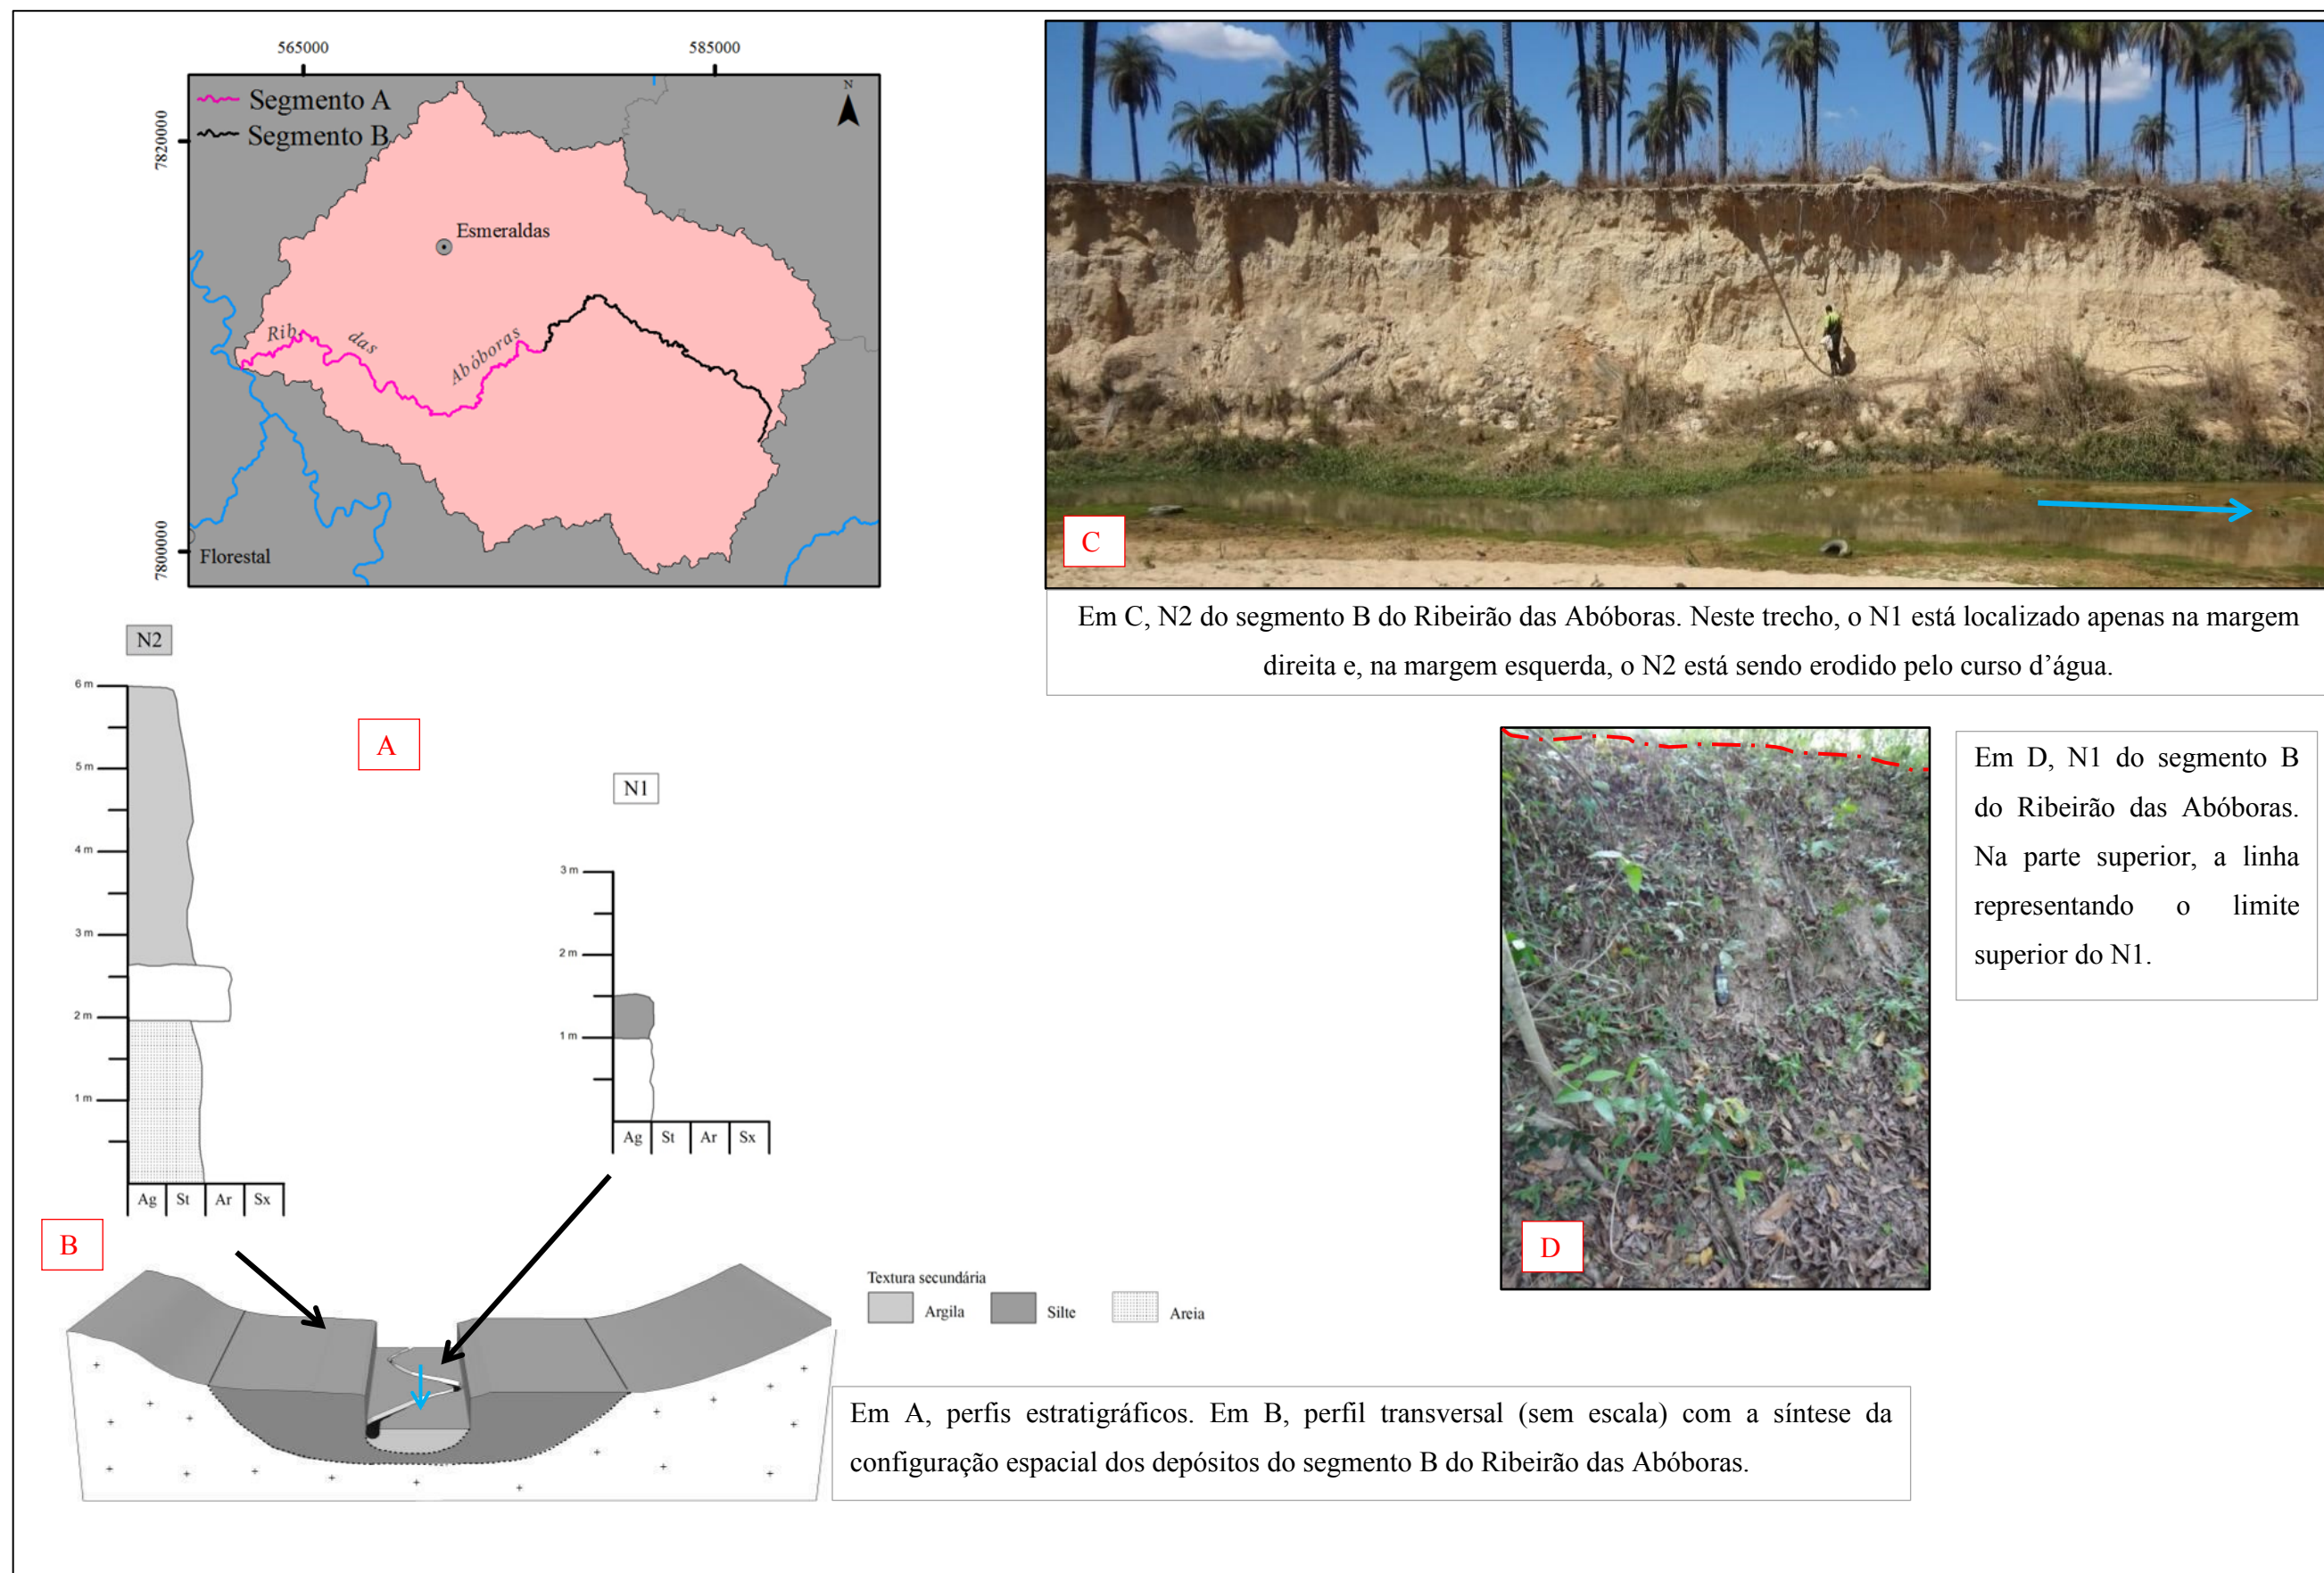 565000
585000
7820000
7800000
N
Segmento A
Segmento B
Esmeraldas
Rib.
das
Abóboras
Florestal
C
Em C, N2 do segmento B do Ribeirão das Abóboras. Neste trecho, o N1 está localizado apenas na margem
direita e, na margem esquerda, o N2 está sendo erodido pelo curso d’água.
N2
6 m
5 m
4 m
3 m
2 m
1 m
Ag St Ar Sx
A
N1
3 m
2 m
1 m
Ag St Ar Sx
D
Em D, N1 do segmento B
do Ribeirão das Abóboras.
Na parte superior, a linha
representando o limite
superior do N1.
B
Textura secundária
Argila
Silte
Areia
Em A, perfis estratigráficos. Em B, perfil transversal (sem escala) com a síntese da
configuração espacial dos depósitos do segmento B do Ribeirão das Abóboras.